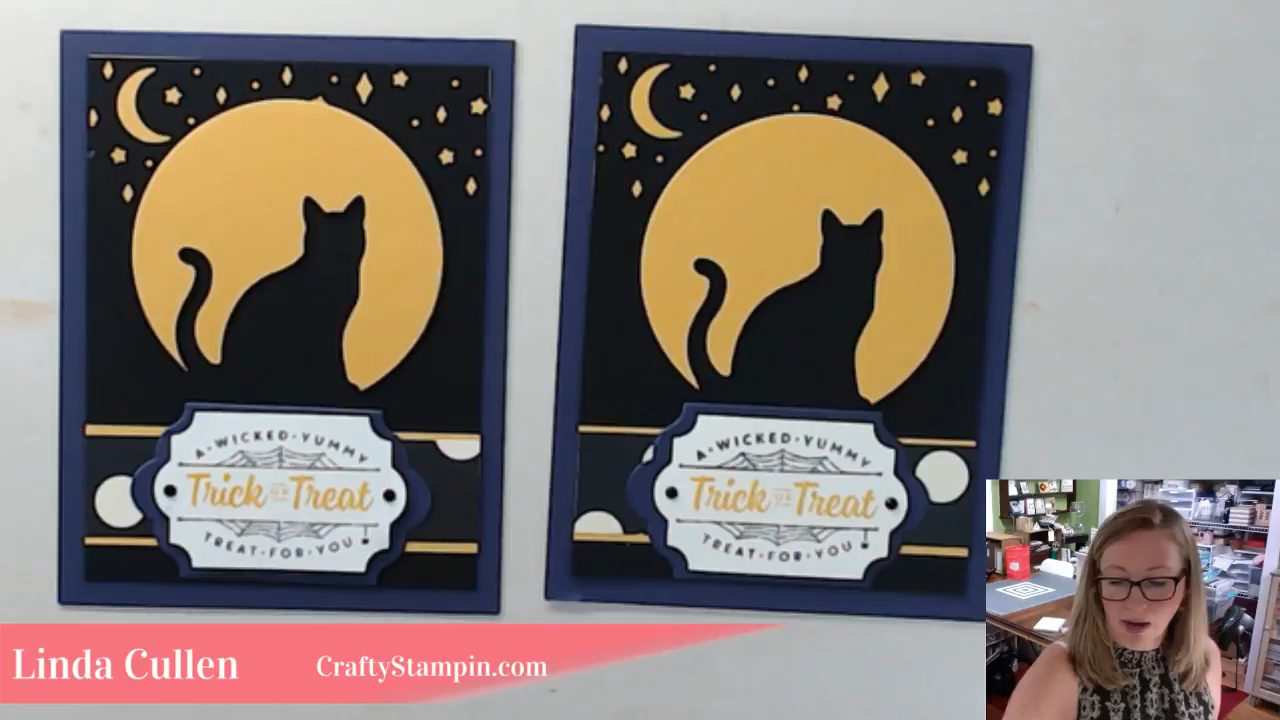 A·WICKED·YUMMY
Trick OR Treat
TREAT·FOR·YOU
A·WICKED·YUMMY
Trick OR Treat
TREAT·FOR·YOU
Linda Cullen
CraftyStampin.com